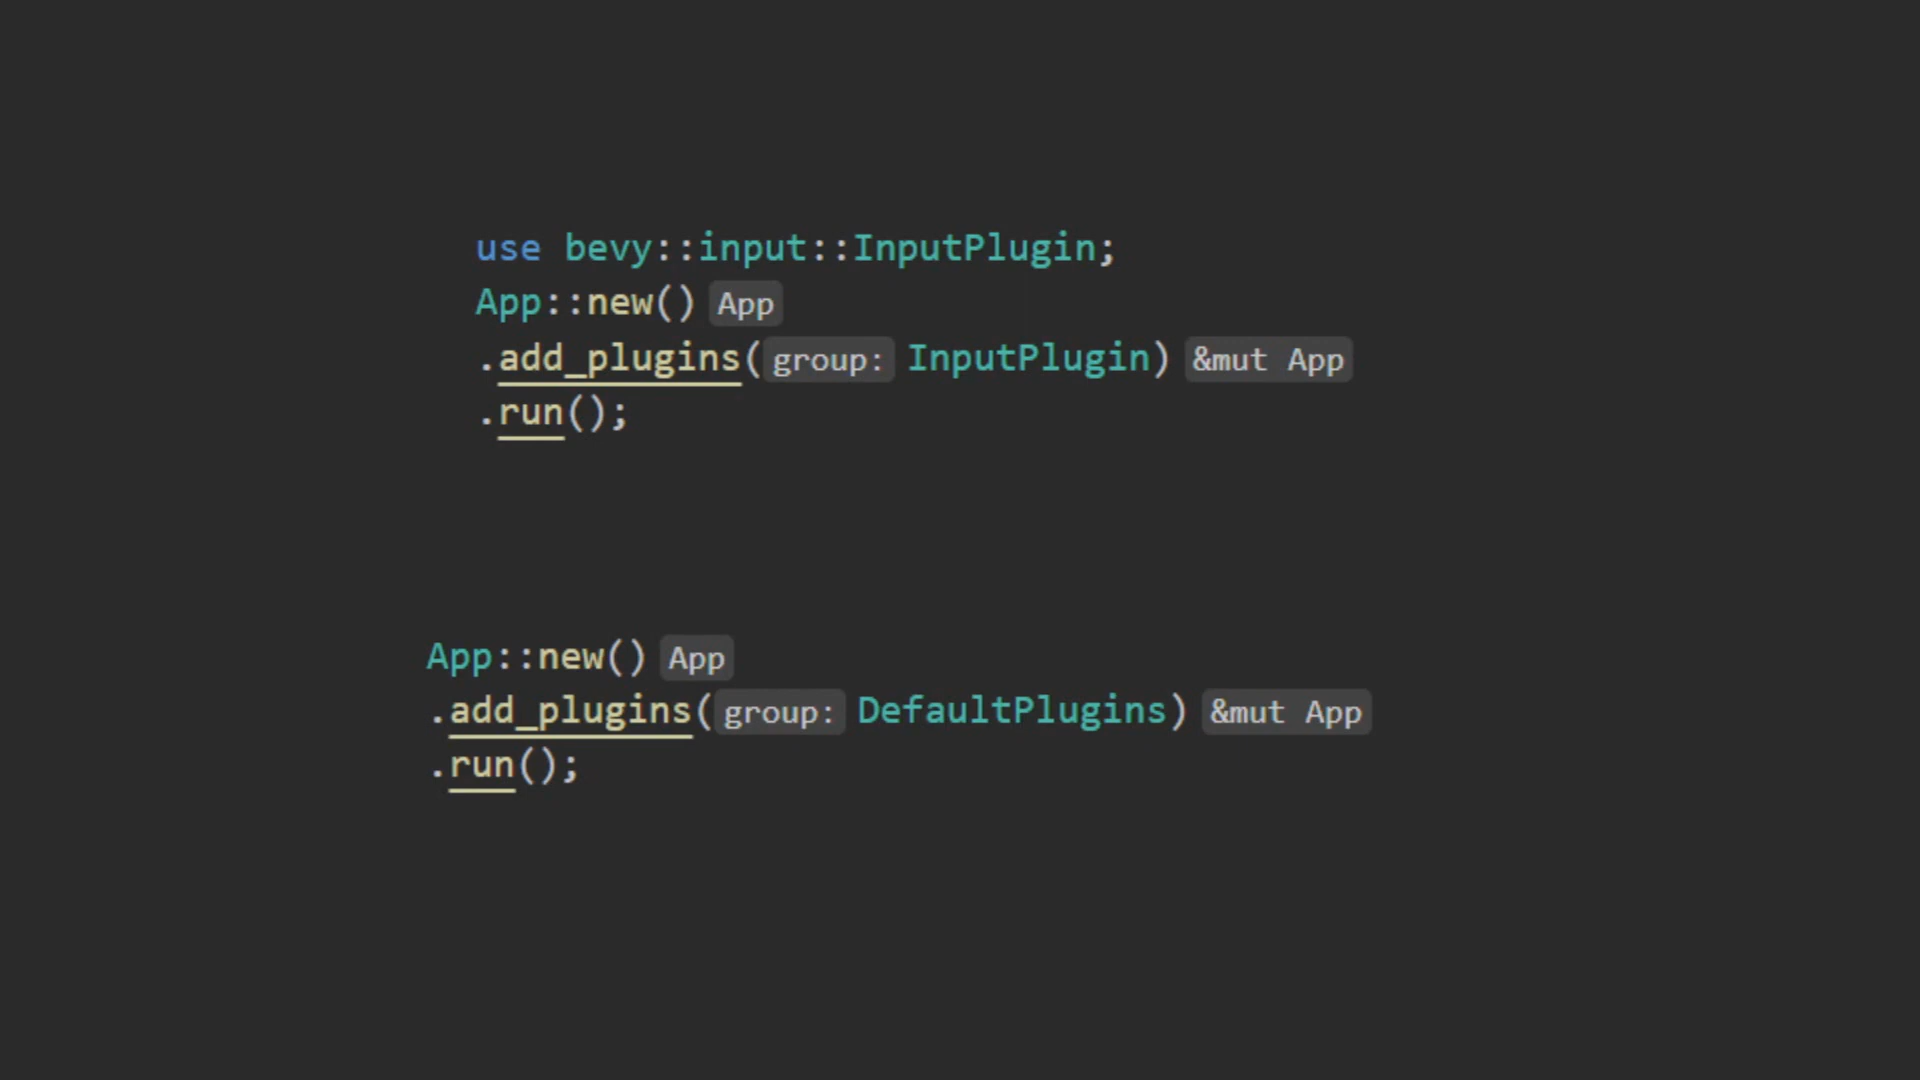 use bevy::input::InputPlugin;
App::new() App
.add_plugins(group: InputPlugin) &mut App
.run();
App::new() App
.add_plugins(group: DefaultPlugins) &mut App
.run();